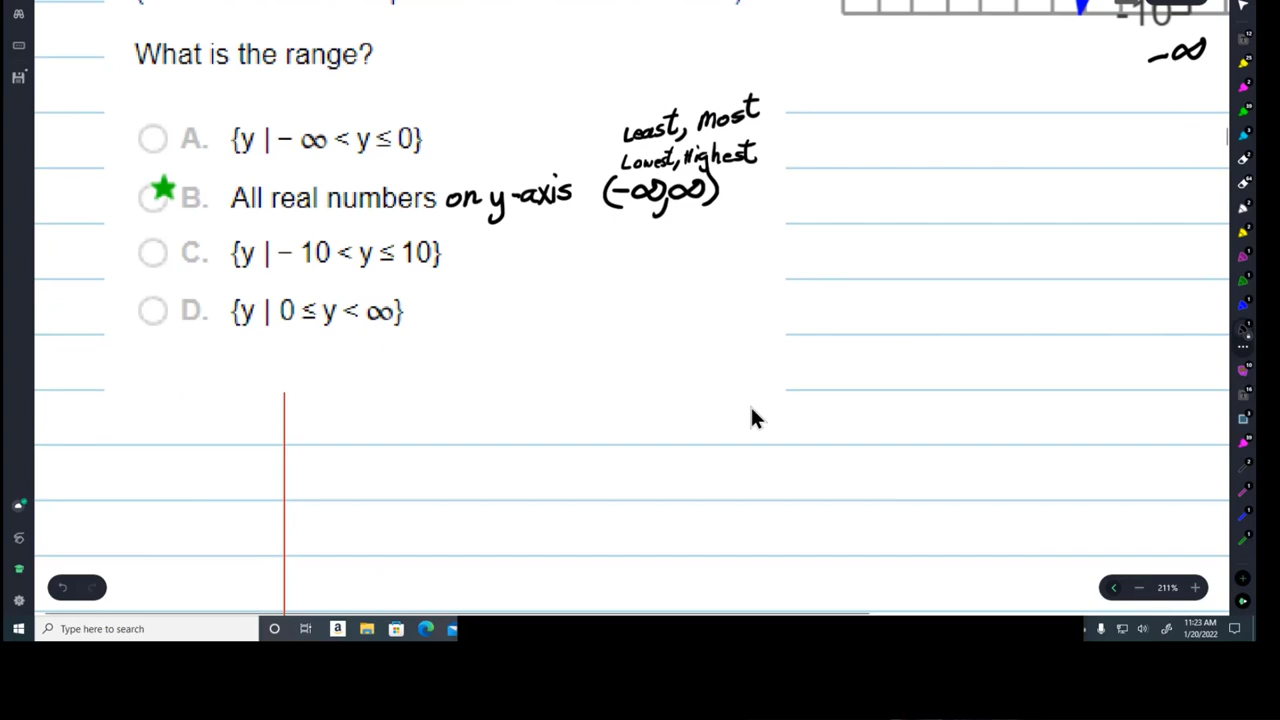 -10
-∞
What is the range?
Least, Most
A. {y | − ∞ < y ≤ 0}
Lowest, Highest
B. All real numbers on y-axis (-∞,∞)
C. {y | − 10 < y ≤ 10}
D. {y | 0 ≤ y < ∞}
211%
Type here to search
a
11:23 AM
1/20/2022